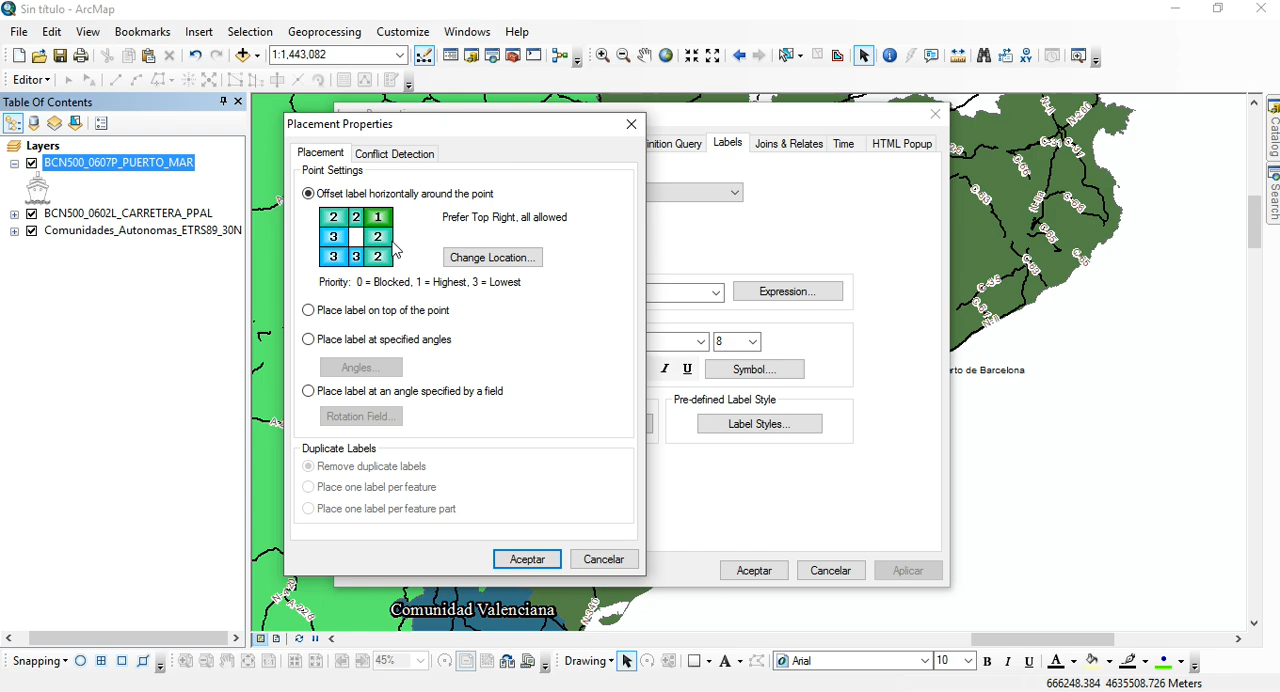 Sin título - ArcMap
File Edit View Bookmarks Insert Selection Geoprocessing Customize Windows Help
1:1,443,082
Editor
Table Of Contents
Layers
BCN500_0607P_PUERTO_MAR
BCN500_0602L_CARRETERA_PPAL
Comunidades_Autonomas_ETRS89_30N
Placement Properties
Placement Conflict Detection
Point Settings
Offset label horizontally around the point
2 2 1
3 2
3 3 2
Prefer Top Right, all allowed
Change Location...
Priority: 0 = Blocked, 1 = Highest, 3 = Lowest
Place label on top of the point
Place label at specified angles
Angles...
Place label at an angle specified by a field
Rotation Field...
Duplicate Labels
Remove duplicate labels
Place one label per feature
Place one label per feature part
Aceptar Cancelar
inition Query Labels Joins & Relates Time HTML Popup
Expression...
8
I U Symbol....
Pre-defined Label Style
Label Styles...
Aceptar Cancelar Aplicar
rto de Barcelona
Comunidad Valenciana
Catalog
Search
Snapping 45% Drawing Arial 10 B I U A
666248.384 4635508.726 Meters